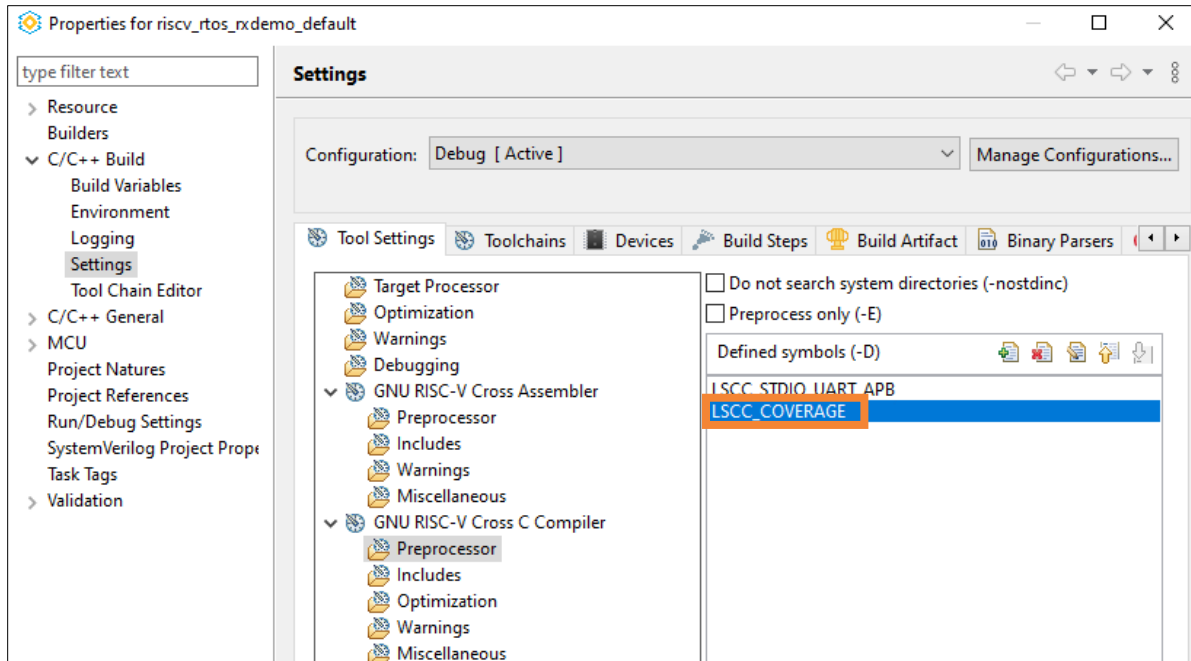 Properties for riscv_rtos_rxdemo_default
type filter text
Resource
Builders
C/C++ Build
Build Variables
Environment
Logging
Settings
Tool Chain Editor
C/C++ General
MCU
Project Natures
Project References
Run/Debug Settings
SystemVerilog Project Prope
Task Tags
Validation
Settings
Configuration: Debug [ Active ] Manage Configurations...
Tool Settings Toolchains Devices Build Steps Build Artifact Binary Parsers
Target Processor
Optimization
Warnings
Debugging
GNU RISC-V Cross Assembler
Preprocessor
Includes
Warnings
Miscellaneous
GNU RISC-V Cross C Compiler
Preprocessor
Includes
Optimization
Warnings
Miscellaneous
Do not search system directories (-nostdinc)
Preprocess only (-E)
Defined symbols (-D)
LSCC_STDIO_UART_APB
LSCC_COVERAGE